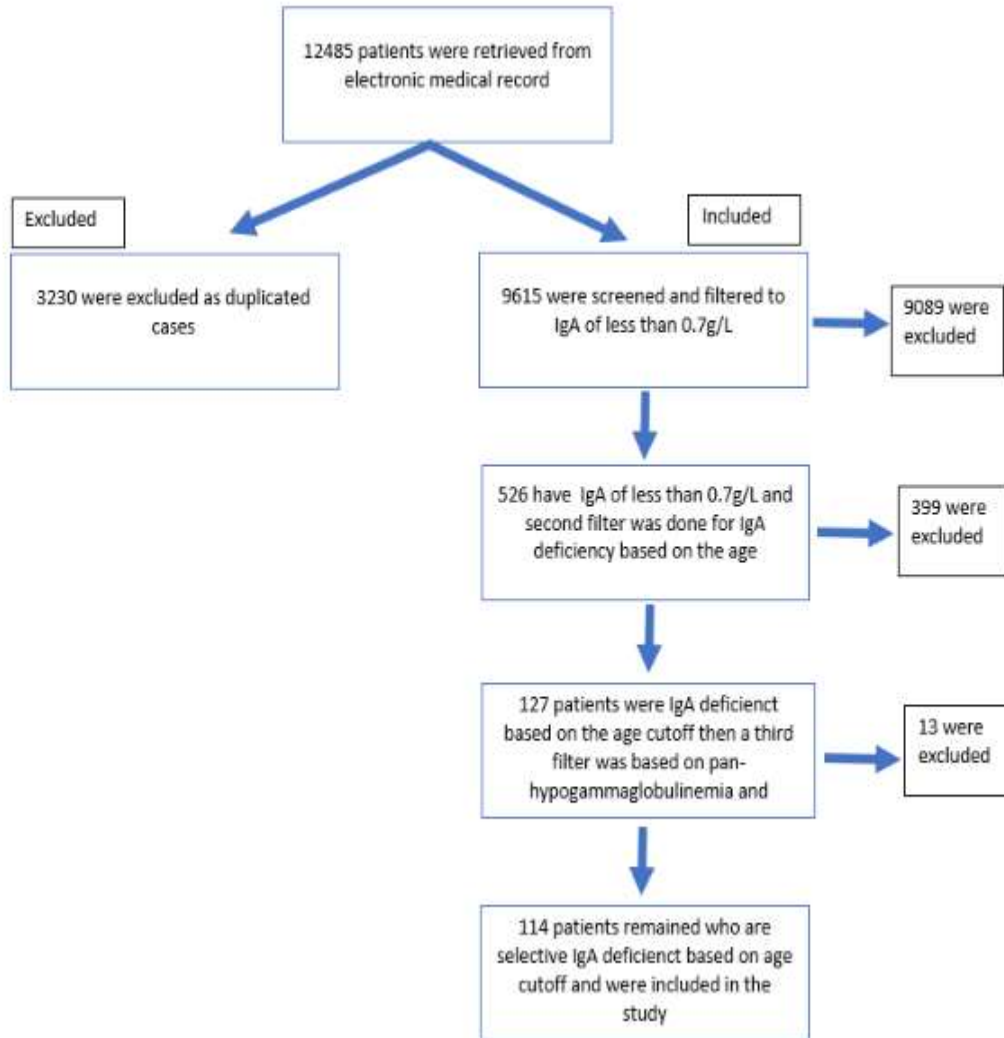 12485 patients were retrieved from
electronic medical record
Excluded
Included
3230 were excluded as duplicated
cases
9615 were screened and filtered to
IgA of less than 0.7g/L
9089 were
excluded
526 have IgA of less than 0.7g/L and
second filter was done for IgA
deficiency based on the age
399 were
excluded
127 patients were IgA deficienct
based on the age cutoff then a third
filter was based on pan-
hypogammaglobulinemia and
13 were
excluded
114 patients remained who are
selective IgA deficienct based on age
cutoff and were included in the
study